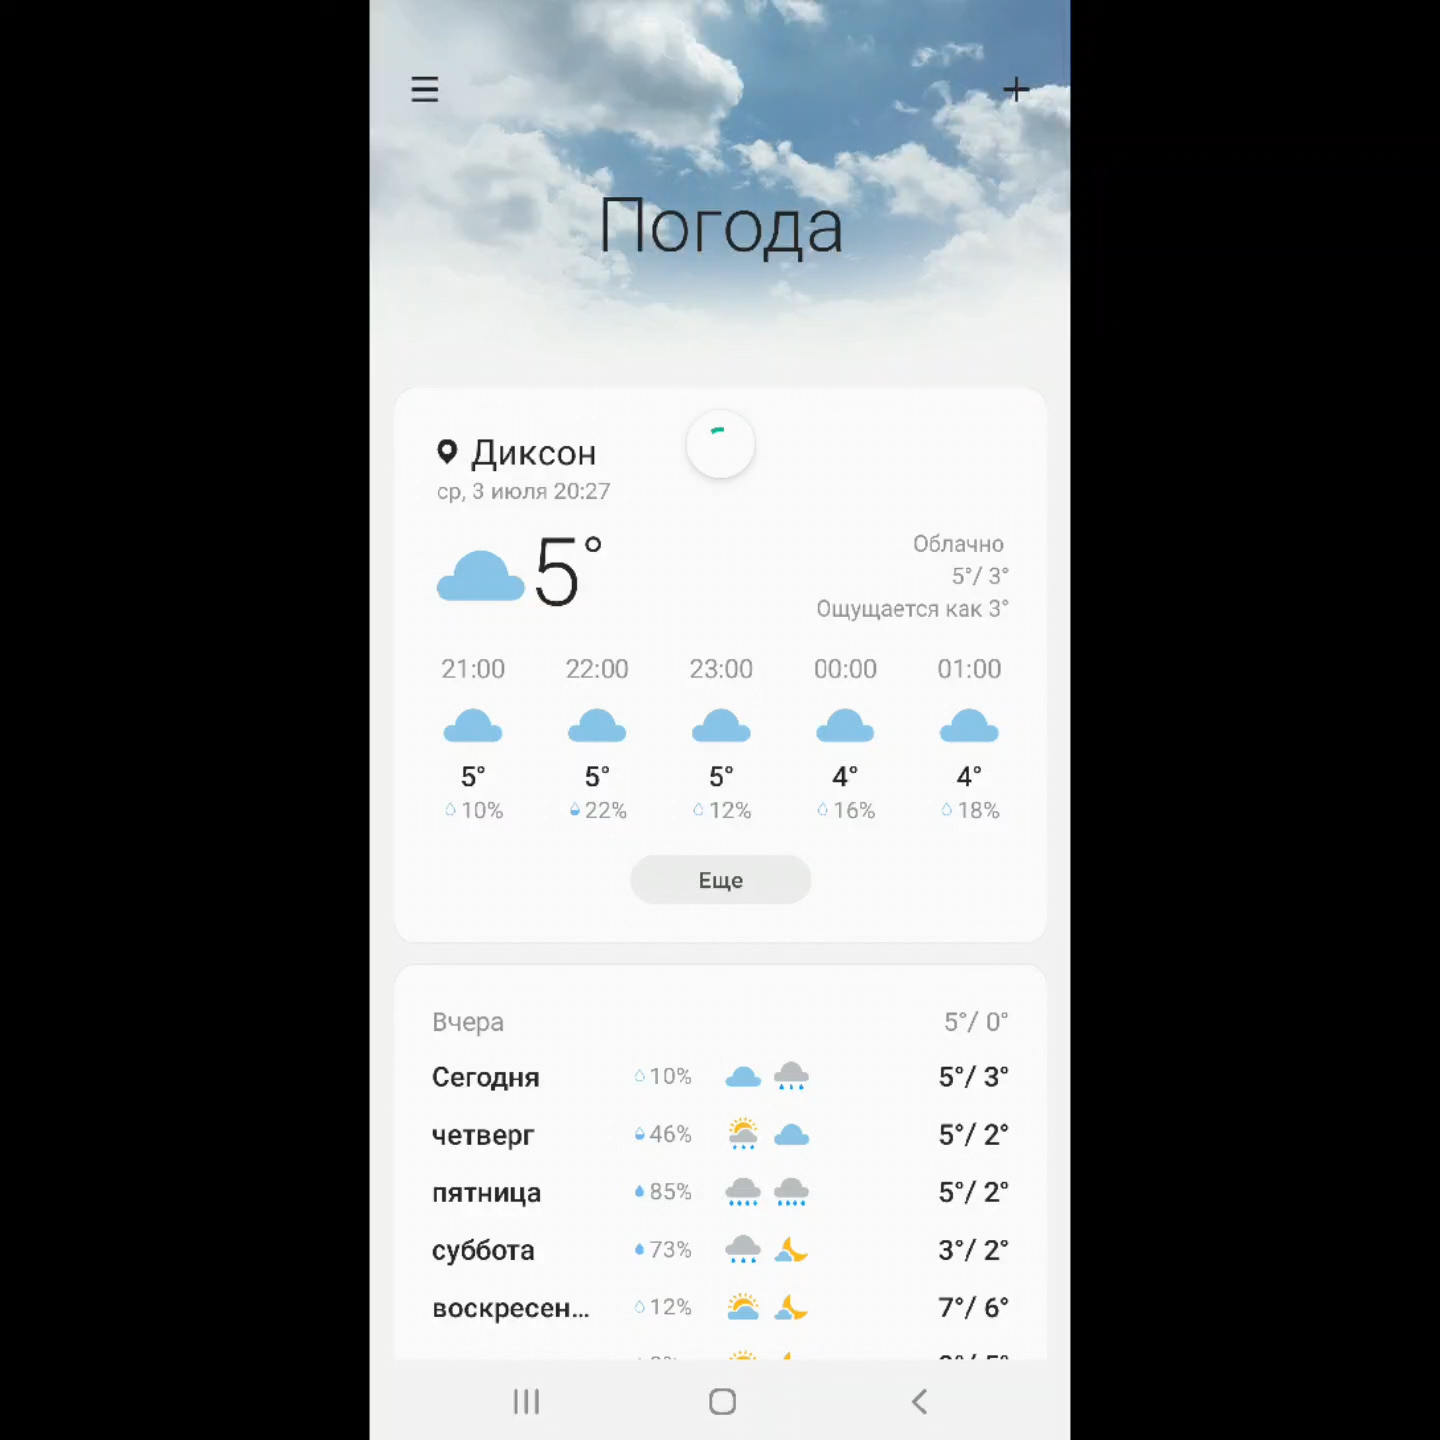 Погода
Диксон
ср, 3 июля 20:27
5°
Облачно
5°/ 3°
Ощущается как 3°
21:00 22:00 23:00 00:00 01:00
5° 5° 5° 4° 4°
10% 22% 12% 16% 18%
Еще
Вчера 5°/ 0°
Сегодня 10% 5°/ 3°
четверг 46% 5°/ 2°
пятница 85% 5°/ 2°
суббота 73% 3°/ 2°
воскресен... 12% 7°/ 6°